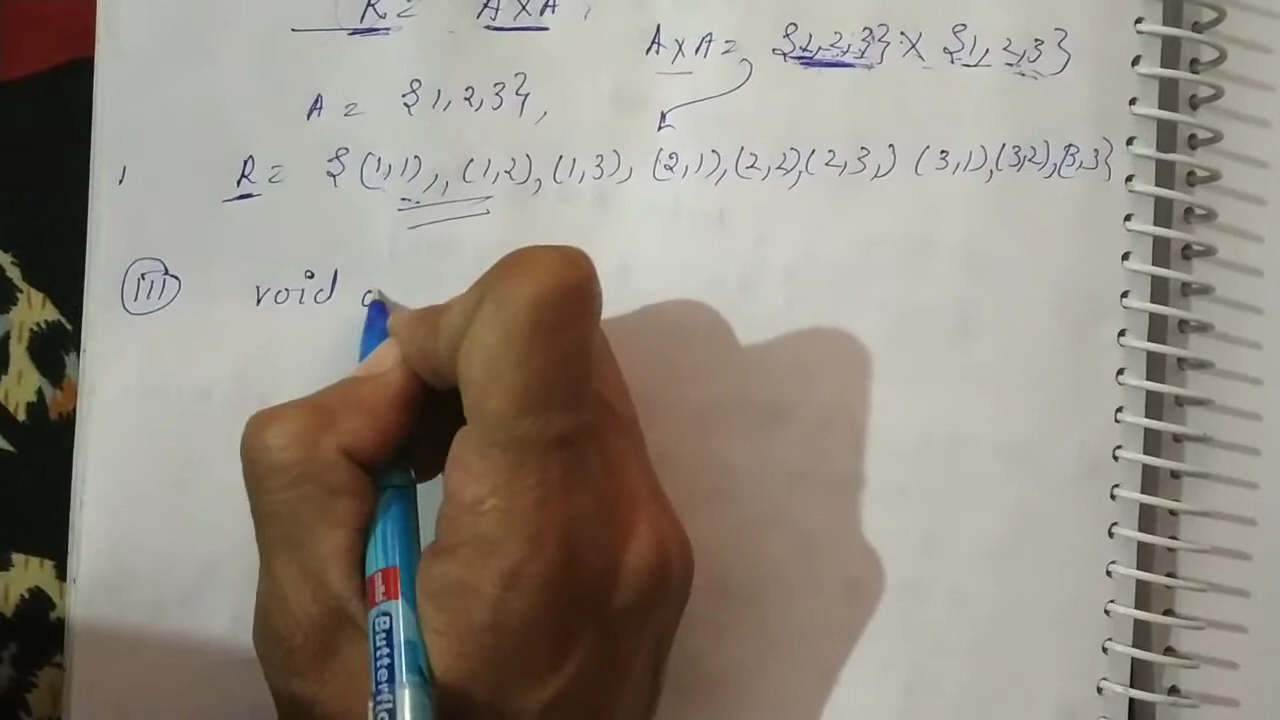 R = A X A,
A X A = {1, 2, 3} X {1, 2, 3}
A = {1, 2, 3},
R = {(1,1), (1,2), (1,3), (2,1), (2,2), (2,3,) (3,1), (3,2), (3,3}
III void
Butterfl